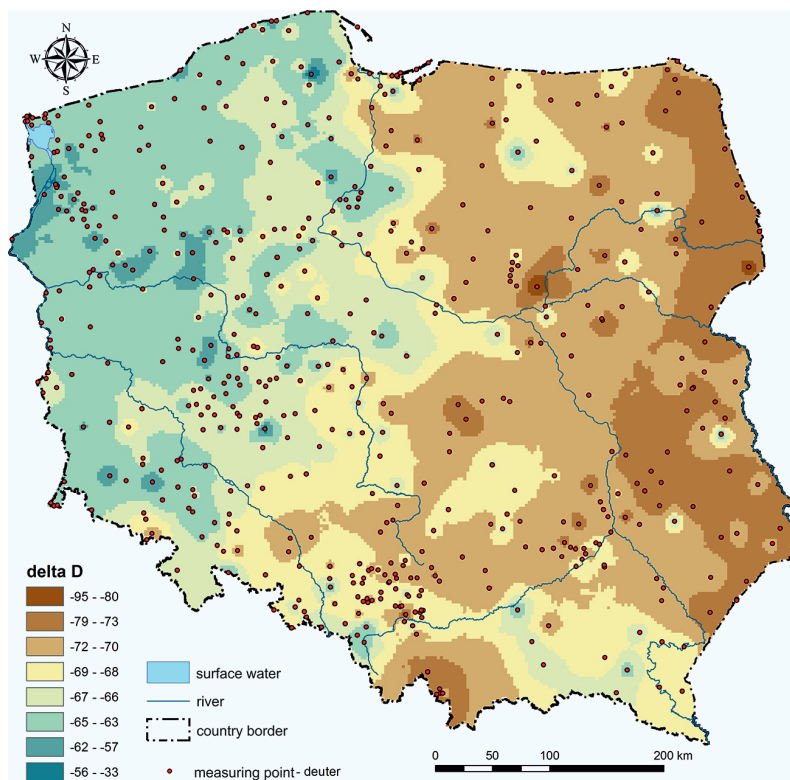 N
W E
S
delta D
-95 - -80
-79 - -73
-72 - -70
-69 - -68
-67 - -66
-65 - -63
-62 - -57
-56 - -33
surface water
river
country border
measuring point - deuter
0 25 50 100 200 km